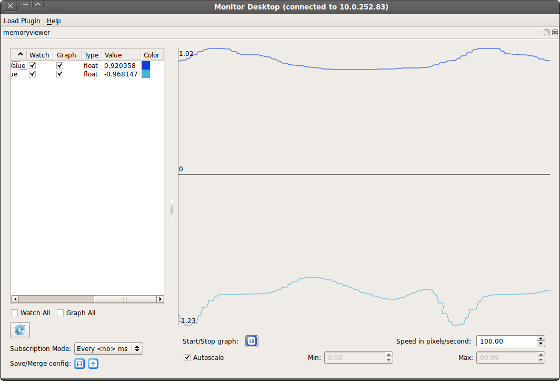 Monitor Desktop (connected to 10.0.252.83)
Load Plugin Help
memoryviewer
Watch Graph Type Value Color
value float 0.920358
ue float -0.968147
1.02
0
-1.23
Watch All Graph All
Start/Stop graph: Speed in pixels/second: 100.00
Subscription Mode: Every <nb> ms
Autoscale Min: 0.00 Max: 99.99
Save/Merge config: